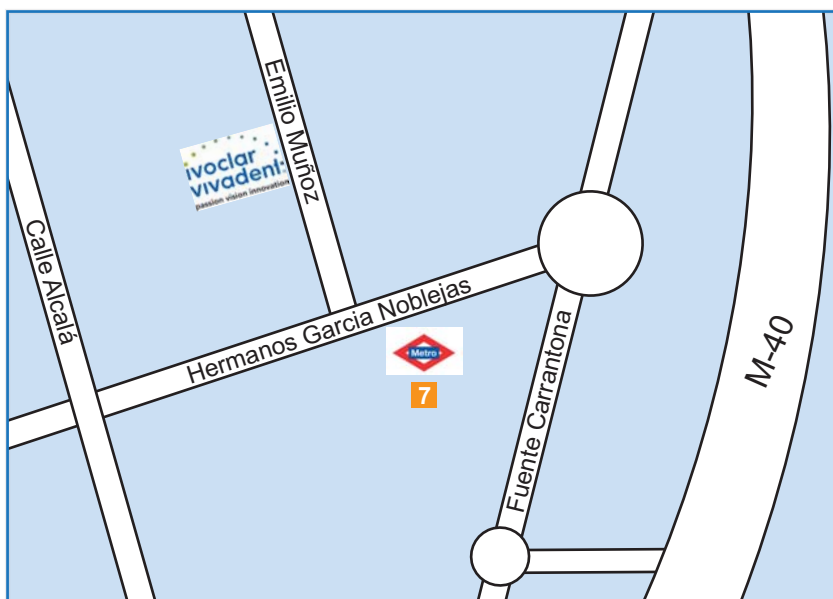 Emilio Muñoz
ivoclar
vivadent:
passion vision innovation
Calle Alcalá
Hermanos Garcia Noblejas
Metro
7
Fuente Carrantona
M-40